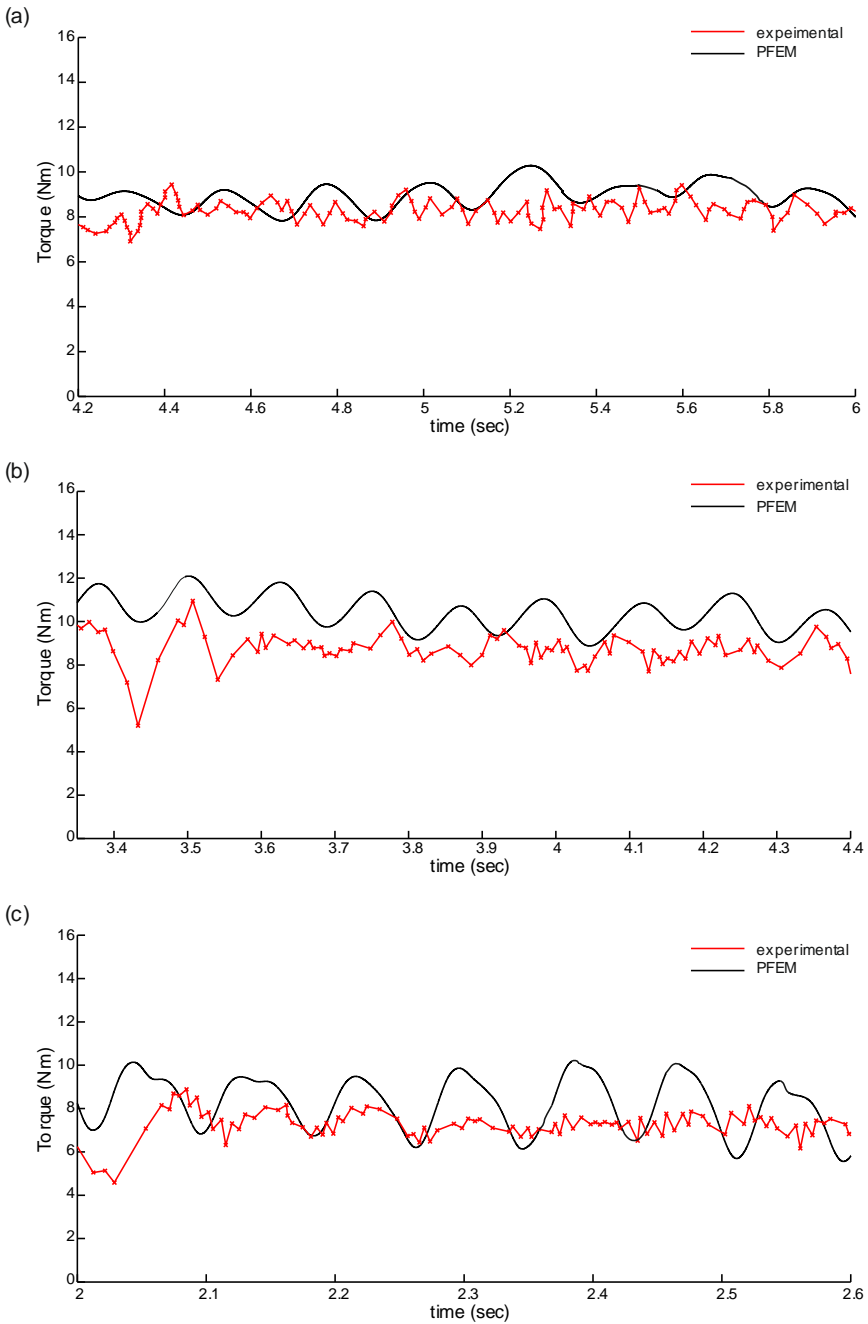 (a)
16
14
12
10
8
6
4
2
0
Torque (Nm)
expeimental
PFEM
4.2 4.4 4.6 4.8 5 5.2 5.4 5.6 5.8 6
time (sec)
(b)
16
14
12
10
8
6
4
2
0
Torque (Nm)
experimental
PFEM
3.4 3.5 3.6 3.7 3.8 3.9 4 4.1 4.2 4.3 4.4
time (sec)
(c)
16
14
12
10
8
6
4
2
0
Torque (Nm)
experimental
PFEM
2 2.1 2.2 2.3 2.4 2.5 2.6
time (sec)